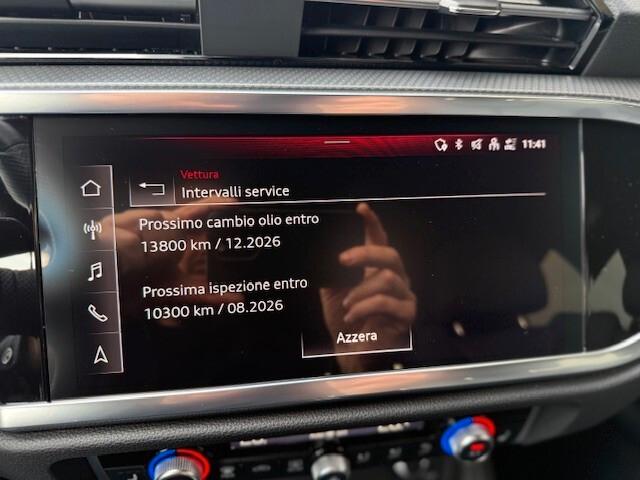 11:41
Vettura
Intervalli service
Prossimo cambio olio entro
13800 km / 12.2026
Prossima ispezione entro
10300 km / 08.2026
Azzera